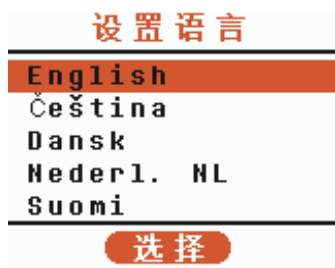 设置语言
English
Čeština
Dansk
Nederl. NL
Suomi
选择